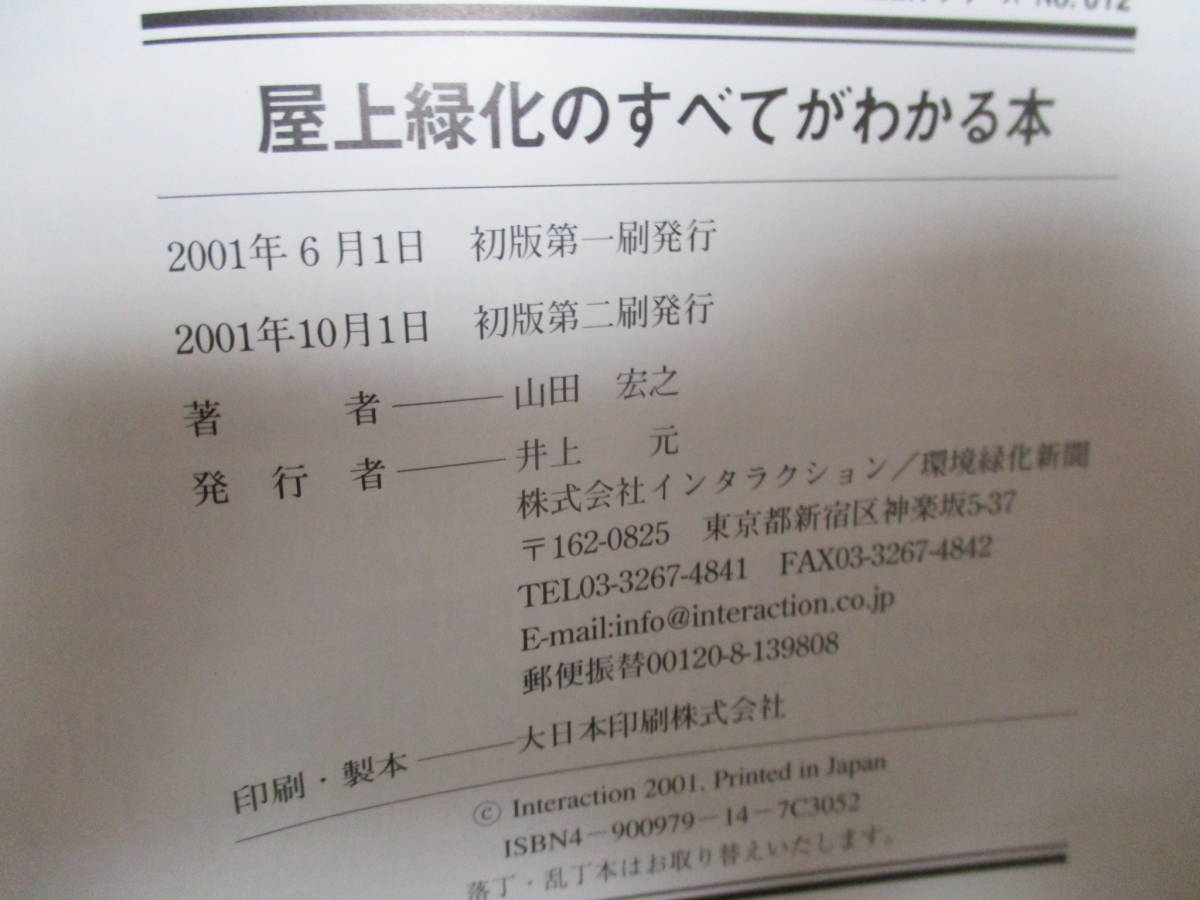 No. 012
屋上緑化のすべてがわかる本
2001年6月1日　初版第一刷発行
2001年10月1日　初版第二刷発行
著　者――山田　宏之
発行者――井上　元
株式会社インタラクション／環境緑化新聞
〒162-0825　東京都新宿区神楽坂5-37
TEL03-3267-4841　FAX03-3267-4842
E-mail:info@interaction.co.jp
郵便振替00120-8-139808
印刷・製本――大日本印刷株式会社
© Interaction 2001. Printed in Japan
ISBN4-900979-14-7C3052
落丁・乱丁本はお取り替えいたします。